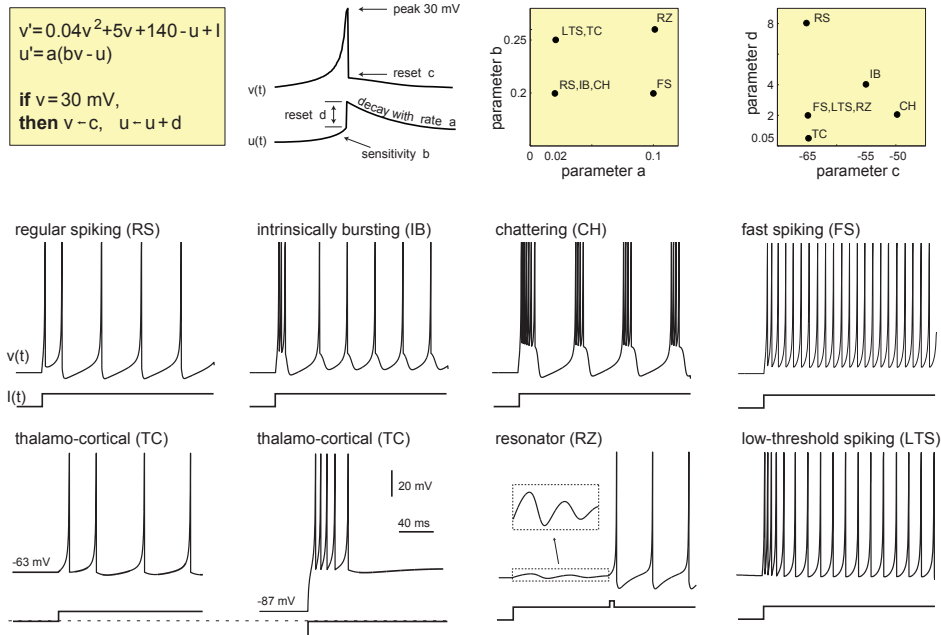 v'= 0.04v²+5v+140 - u + I
u'= a(bv - u)
if v= 30 mV,
then v ← c, u ← u + d
peak 30 mV
reset c
v(t)
reset d
decay with rate a
u(t)
sensitivity b
parameter b
0.25
0.2
LTS,TC
RZ
RS,IB,CH
FS
0
0.02
0.1
parameter a
parameter d
8
4
2
0.05
RS
IB
FS,LTS,RZ
CH
TC
-65
-55
-50
parameter c
regular spiking (RS)
intrinsically bursting (IB)
chattering (CH)
fast spiking (FS)
v(t)
I(t)
thalamo-cortical (TC)
thalamo-cortical (TC)
resonator (RZ)
low-threshold spiking (LTS)
20 mV
40 ms
-63 mV
-87 mV